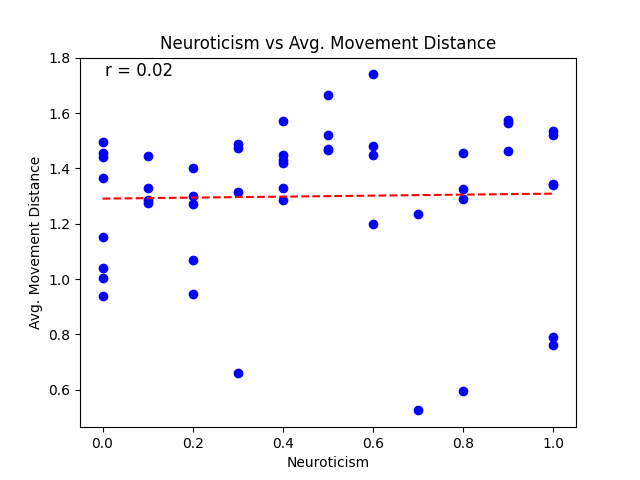 Neuroticism vs Avg. Movement Distance
r = 0.02
Avg. Movement Distance
1.8
1.6
1.4
1.2
1.0
0.8
0.6
0.0 0.2 0.4 0.6 0.8 1.0
Neuroticism